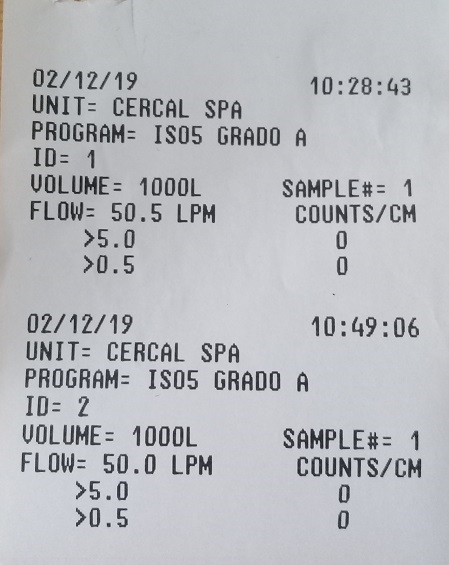 02/12/19 10:28:43
UNIT= CERCAL SPA
PROGRAM= ISO5 GRADO A
ID= 1
VOLUME= 1000L SAMPLE#= 1
FLOW= 50.5 LPM COUNTS/CM
>5.0 0
>0.5 0
02/12/19 10:49:06
UNIT= CERCAL SPA
PROGRAM= ISO5 GRADO A
ID= 2
VOLUME= 1000L SAMPLE#= 1
FLOW= 50.0 LPM COUNTS/CM
>5.0 0
>0.5 0